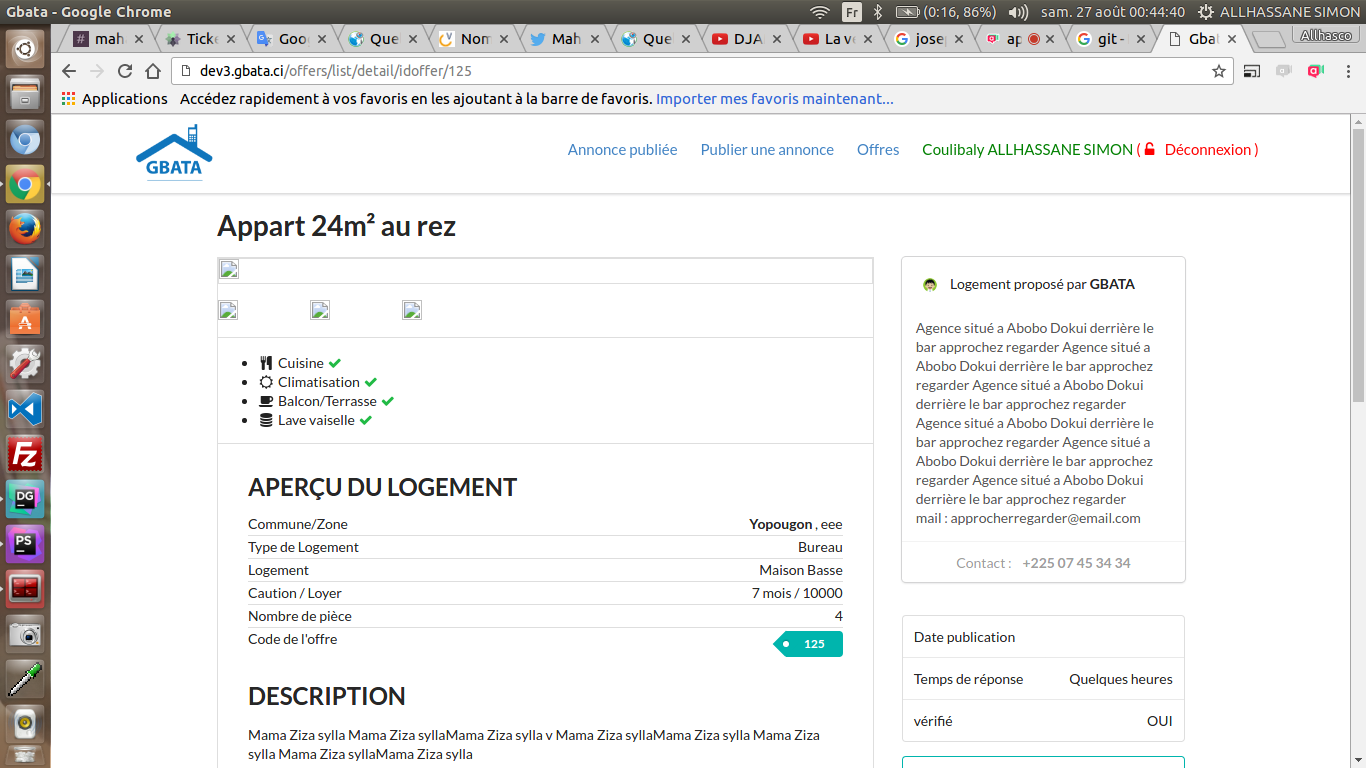 Gbata - Google Chrome
Fr
(0:16, 86%)
sam. 27 août 00:44:40
ALLHASSANE SIMON
mah
Ticke
Goog
Que
Nom
Mah
Que
DJA
La ve
josep
ap
git -
Gbat
Allhasco
dev3.gbata.ci/offers/list/detail/idoffer/125
Applications
Accédez rapidement à vos favoris en les ajoutant à la barre de favoris. Importer mes favoris maintenant...
GBATA
Annonce publiée
Publier une annonce
Offres
Coulibaly ALLHASSANE SIMON ( Déconnexion )
Appart 24m² au rez
Logement proposé par GBATA
Agence situé a Abobo Dokui derrière le
bar approchez regarder Agence situé a
Abobo Dokui derrière le bar approchez
regarder Agence situé a Abobo Dokui
derrière le bar approchez regarder
Agence situé a Abobo Dokui derrière le
bar approchez regarder Agence situé a
Abobo Dokui derrière le bar approchez
regarder Agence situé a Abobo Dokui
derrière le bar approchez regarder
mail : approcherregarder@email.com
Contact : +225 07 45 34 34
Cuisine
Climatisation
Balcon/Terrasse
Lave vaiselle
APERÇU DU LOGEMENT
Commune/Zone Yopougon , eee
Type de Logement Bureau
Logement Maison Basse
Caution / Loyer 7 mois / 10000
Nombre de pièce 4
Code de l'offre 125
Date publication
Temps de réponse Quelques heures
vérifié OUI
DESCRIPTION
Mama Ziza sylla Mama Ziza syllaMama Ziza sylla v Mama Ziza syllaMama Ziza sylla Mama Ziza
sylla Mama Ziza syllaMama Ziza sylla
Fz
DG
PS